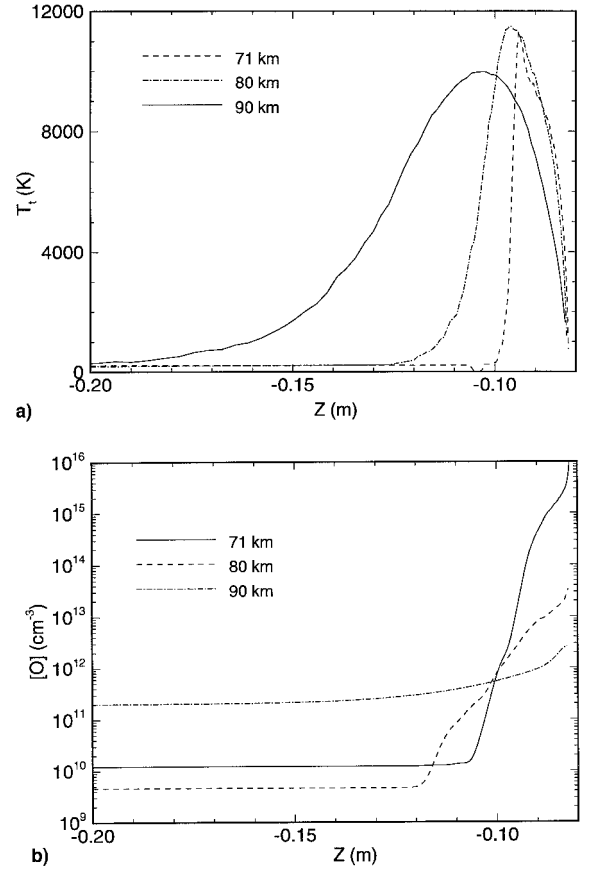 12000
8000
4000
0
T_t (K)
71 km
80 km
90 km
-0.20
-0.15
-0.10
Z (m)
a)
10^16
10^15
10^14
10^13
10^12
10^11
10^10
10^9
[O] (cm^-3)
71 km
80 km
90 km
-0.20
-0.15
-0.10
Z (m)
b)